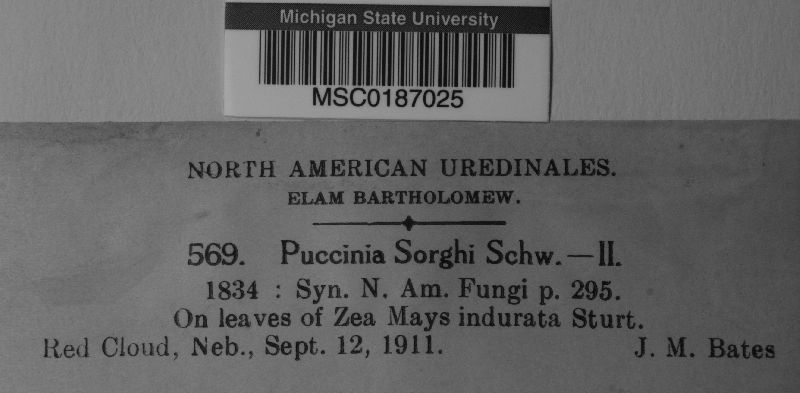 Michigan State University
MSC0187025
NORTH AMERICAN UREDINALES.
ELAM BARTHOLOMEW.
569. Puccinia Sorghi Schw.—II.
1834 : Syn. N. Am. Fungi p. 295.
On leaves of Zea Mays indurata Sturt.
Red Cloud, Neb., Sept. 12, 1911. J. M. Bates